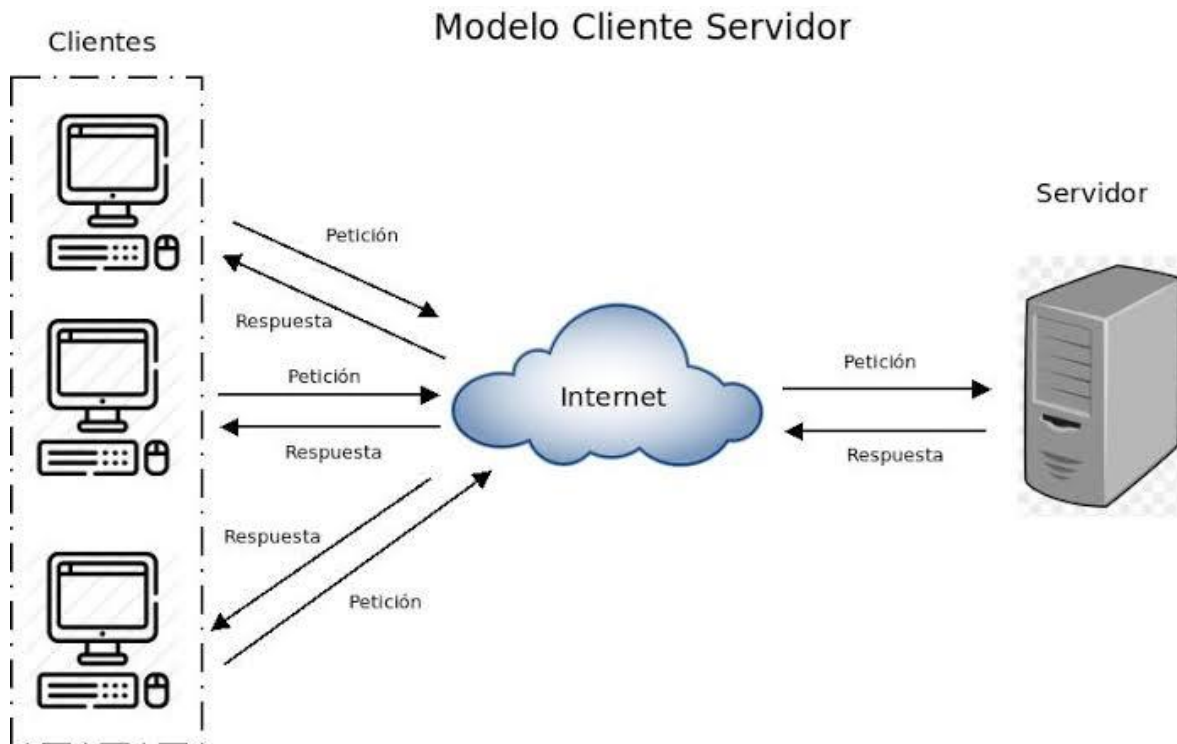 Modelo Cliente Servidor
Clientes
Servidor
Petición
Respuesta
Petición
Respuesta
Respuesta
Petición
Internet
Petición
Respuesta